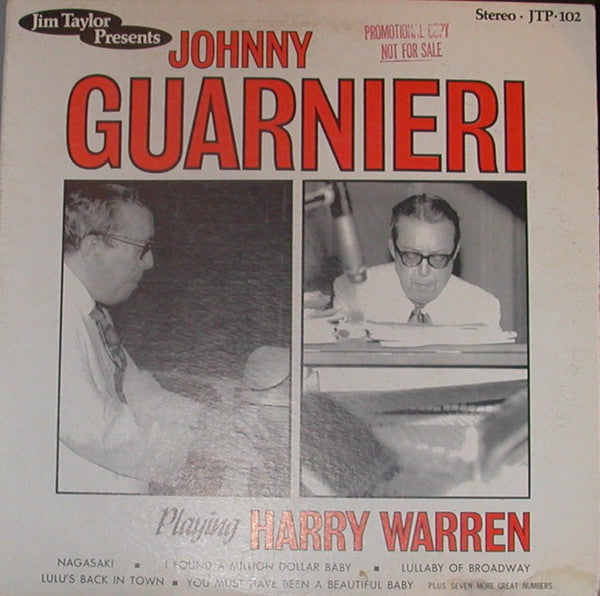 Jim Taylor
Presents
Stereo · JTP·102
PROMOTIONAL COPY
NOT FOR SALE
JOHNNY
GUARNIERI
Playing HARRY WARREN
NAGASAKI ■ I FOUND A MILLION DOLLAR BABY ■ LULLABY OF BROADWAY
LULU'S BACK IN TOWN ■ YOU MUST HAVE BEEN A BEAUTIFUL BABY PLUS SEVEN MORE GREAT NUMBERS